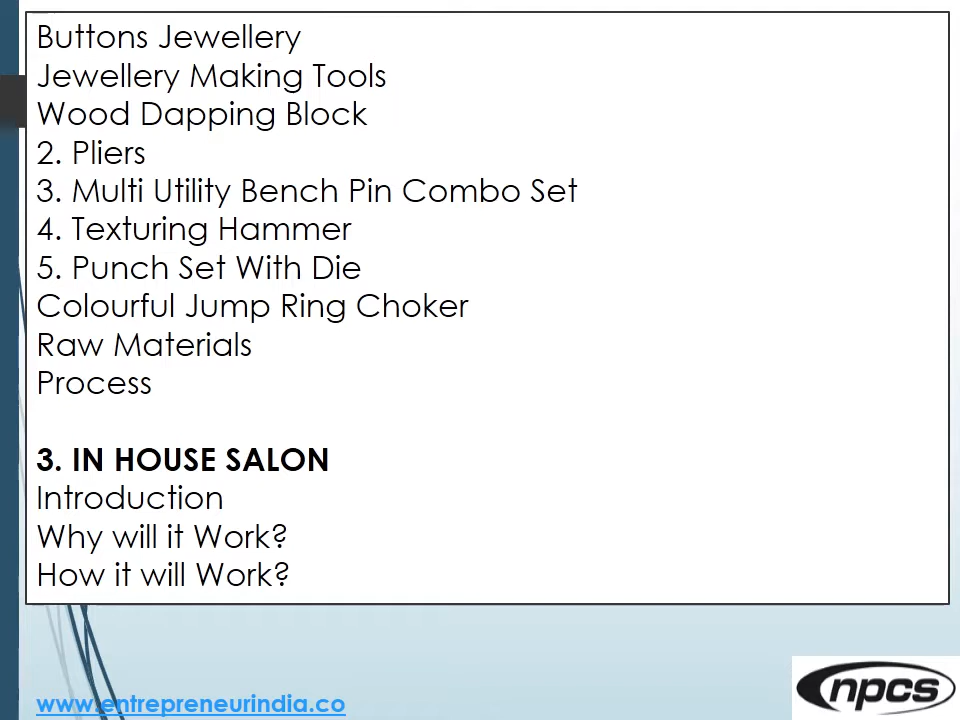 Buttons Jewellery
Jewellery Making Tools
Wood Dapping Block
2. Pliers
3. Multi Utility Bench Pin Combo Set
4. Texturing Hammer
5. Punch Set With Die
Colourful Jump Ring Choker
Raw Materials
Process
3. IN HOUSE SALON
Introduction
Why will it Work?
How it will Work?
www.entrepreneurindia.co
npcs